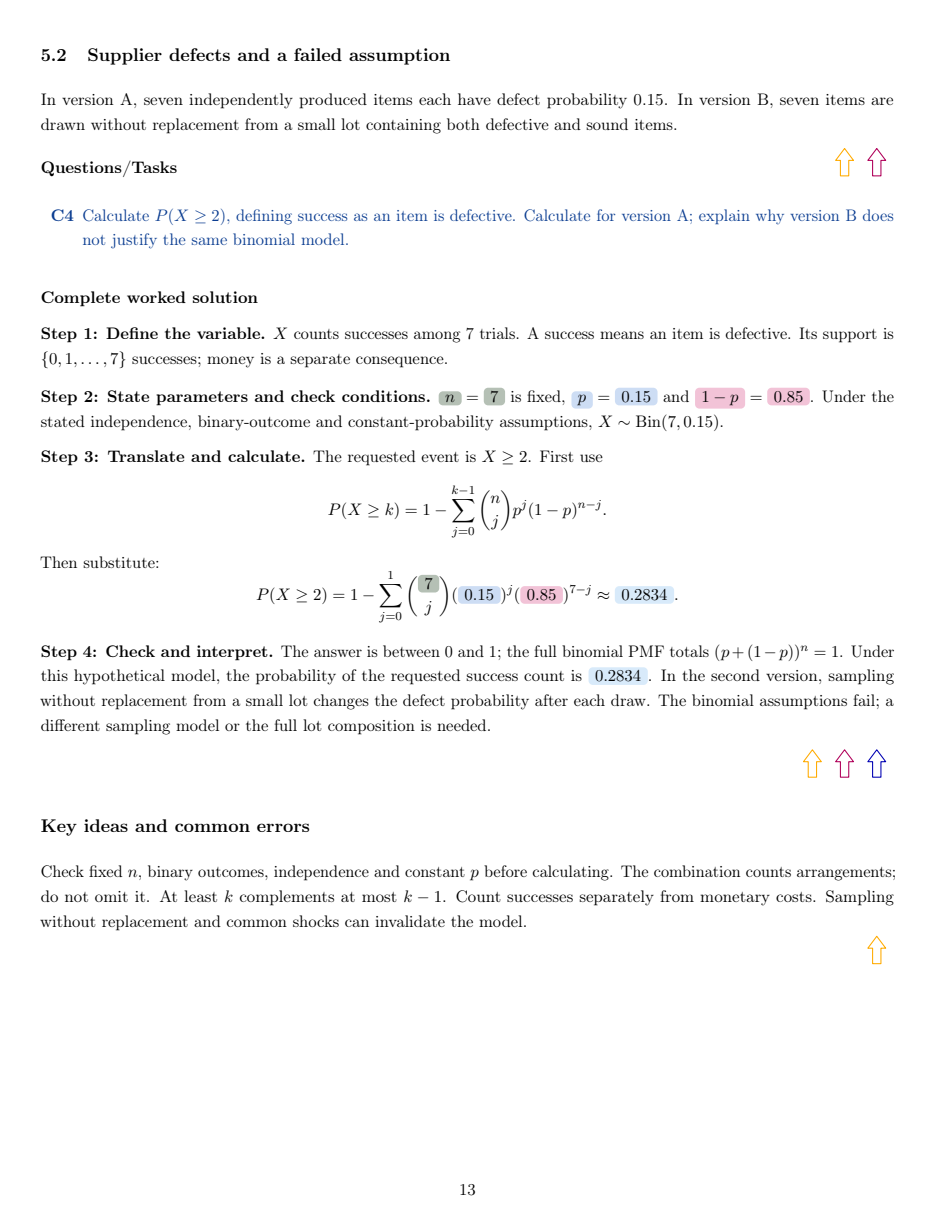 5.2 Supplier defects and a failed assumption
In version A, seven independently produced items each have defect probability 0.15. In version B, seven items are
drawn without replacement from a small lot containing both defective and sound items.
Questions/Tasks
C4 Calculate P(X ≥ 2), defining success as an item is defective. Calculate for version A; explain why version B does
not justify the same binomial model.
Complete worked solution
Step 1: Define the variable. X counts successes among 7 trials. A success means an item is defective. Its support is
{0, 1, . . . , 7} successes; money is a separate consequence.
Step 2: State parameters and check conditions. n = 7 is fixed, p = 0.15 and 1 − p = 0.85 . Under the
stated independence, binary-outcome and constant-probability assumptions, X ∼ Bin(7, 0.15).
Step 3: Translate and calculate. The requested event is X ≥ 2. First use
P(X ≥ k) = 1 − ∑_{j=0}^{k−1} (n j) p^j (1 − p)^{n−j}.
Then substitute:
P(X ≥ 2) = 1 − ∑_{j=0}^{1} (7 j) ( 0.15 )^j ( 0.85 )^{7−j} ≈ 0.2834 .
Step 4: Check and interpret. The answer is between 0 and 1; the full binomial PMF totals (p + (1 − p))^n = 1. Under
this hypothetical model, the probability of the requested success count is 0.2834 . In the second version, sampling
without replacement from a small lot changes the defect probability after each draw. The binomial assumptions fail; a
different sampling model or the full lot composition is needed.
Key ideas and common errors
Check fixed n, binary outcomes, independence and constant p before calculating. The combination counts arrangements;
do not omit it. At least k complements at most k − 1. Count successes separately from monetary costs. Sampling
without replacement and common shocks can invalidate the model.
13